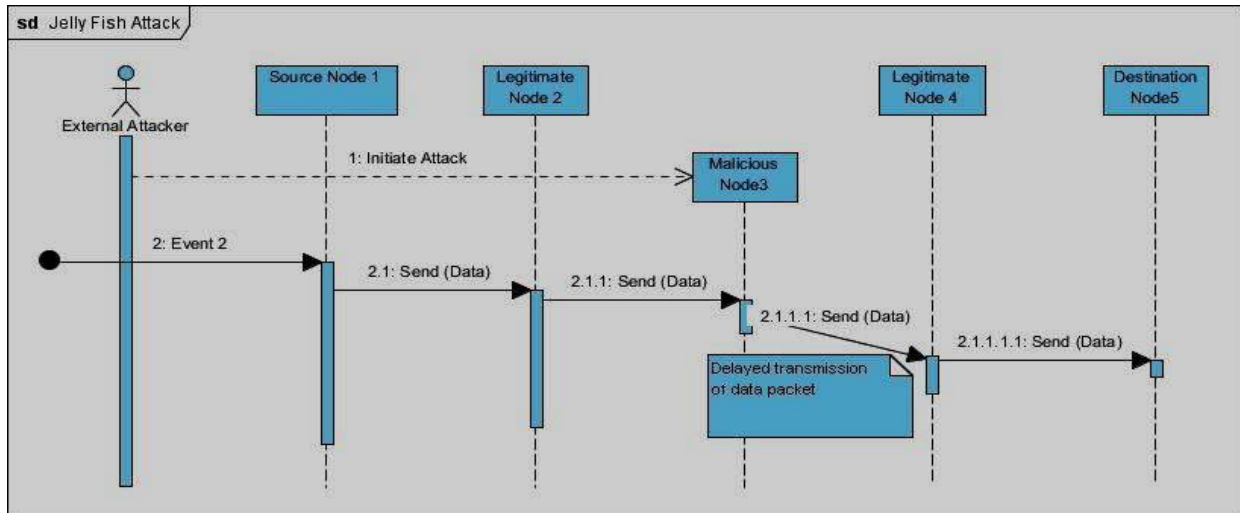 sd Jelly Fish Attack
Source Node 1
Legitimate
Node 2
Legitimate
Node 4
Destination
Node5
External Attacker
1: Initiate Attack
Malicious
Node3
2: Event 2
2.1: Send (Data)
2.1.1: Send (Data)
2.1.1.1: Send (Data)
2.1.1.1.1: Send (Data)
Delayed transmission
of data packet